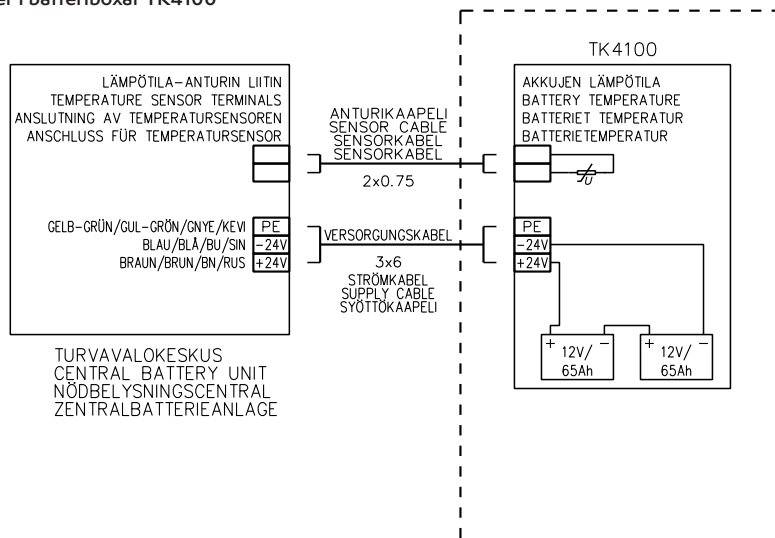 er i batteriboxar TK4100
TK4100
LÄMPÖTILA-ANTURIN LIITIN
TEMPERATURE SENSOR TERMINALS
ANSLUTNING AV TEMPERATURSENSOREN
ANSCHLUSS FÜR TEMPERATURSENSOR
ANTURIKAAPELI
SENSOR CABLE
SENSORKABEL
SENSORKABEL
2x0.75
AKKUJEN LÄMPÖTILA
BATTERY TEMPERATURE
BATTERIET TEMPERATUR
BATTERIETEMPERATUR
U
GELB-GRÜN/GUL-GRÖN/GNYE/KEVI PE
BLAU/BLÅ/BU/SIN -24V
BRAUN/BRUN/BN/RUS +24V
VERSORGUNGSKABEL
3x6
STRÖMKABEL
SUPPLY CABLE
SYÖTTÖKAAPELI
PE
-24V
+24V
+ 12V/ -
65Ah
+ 12V/ -
65Ah
TURVAVALOKESKUS
CENTRAL BATTERY UNIT
NÖDBELYSNINGSCENTRAL
ZENTRALBATTERIEANLAGE